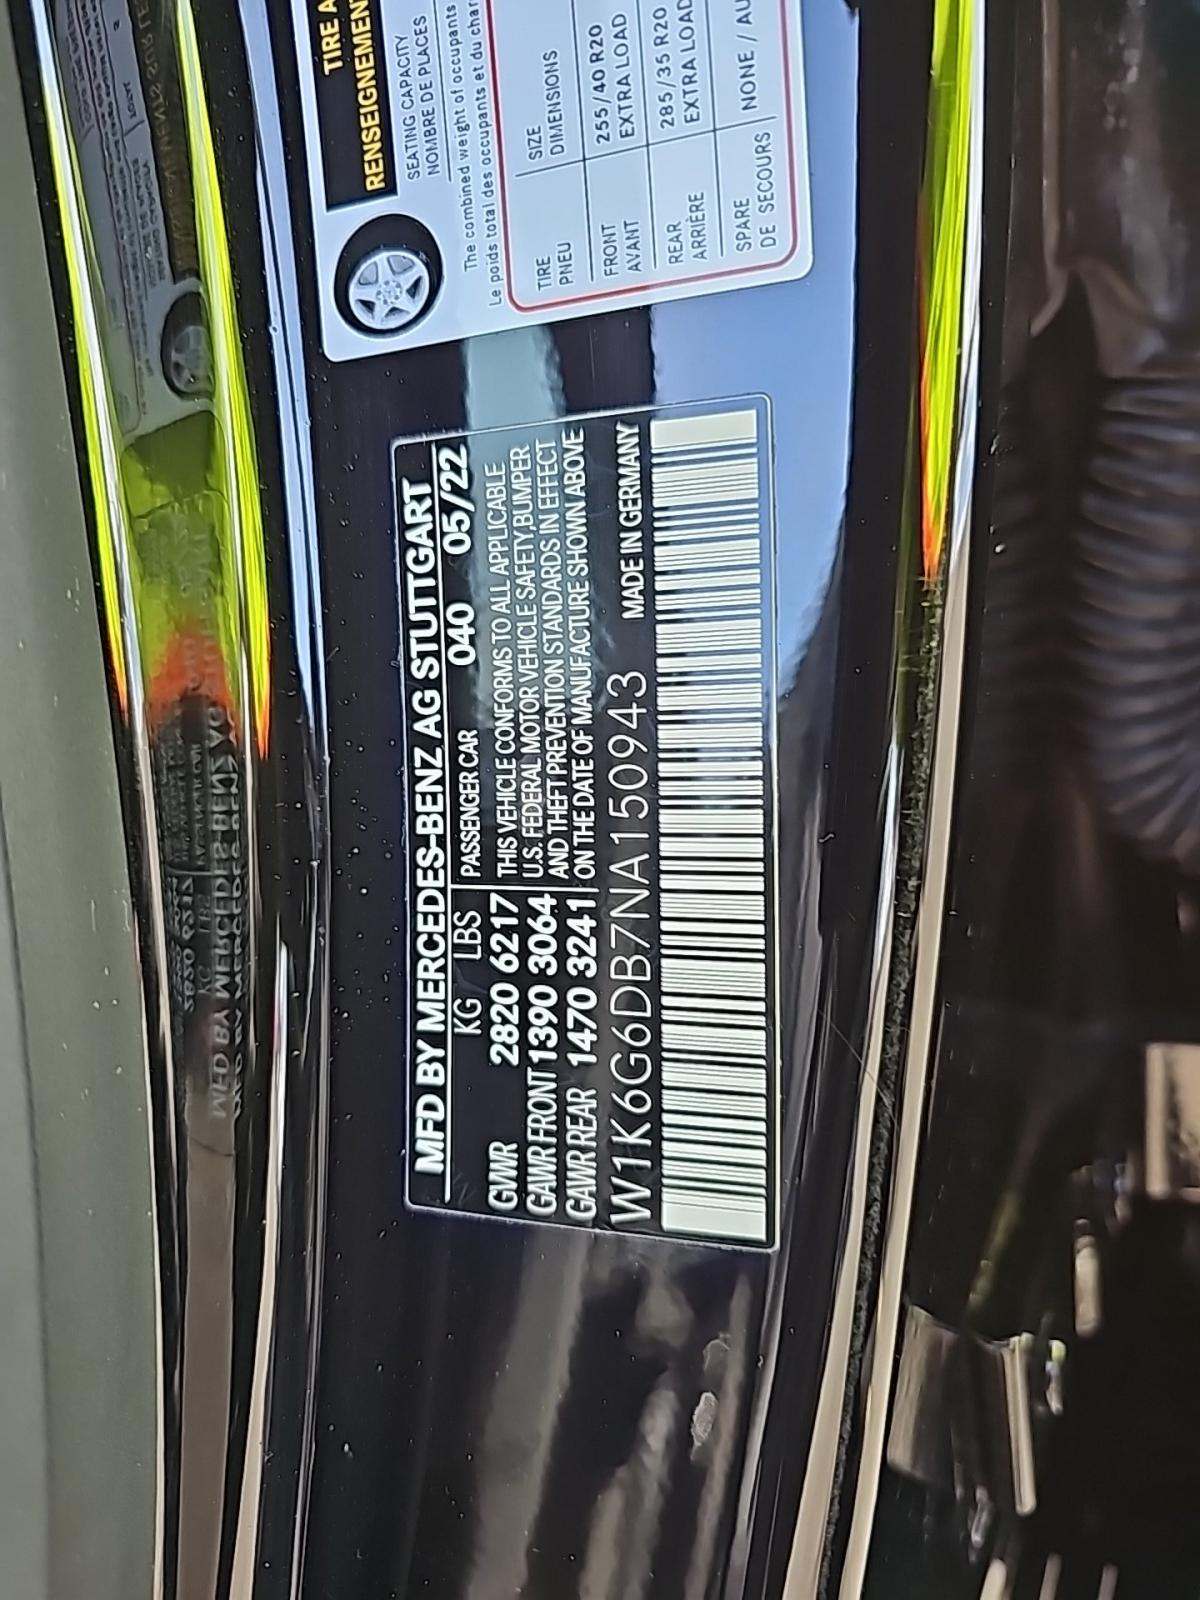 MFD BY MERCEDES-BENZ AG STUTTGART
KG LBS
GVWR 2820 6217
GAWR FRONT 1390 3064
GAWR REAR 1470 3241
PASSENGER CAR 040 05/22
THIS VEHICLE CONFORMS TO ALL APPLICABLE
U.S. FEDERAL MOTOR VEHICLE SAFETY,BUMPER
AND THEFT PREVENTION STANDARDS IN EFFECT
ON THE DATE OF MANUFACTURE SHOWN ABOVE
W1K6G6DB7NA150943 MADE IN GERMANY
TIRE
RENSEIGNEMENT
SEATING CAPACITY
NOMBRE DE PLACES
The combined weight of occupants
Le poids total des occupants et du
TIRE SIZE
PNEU DIMENSIONS
FRONT 255/40 R20
AVANT EXTRA LOAD
REAR 285/35 R20
ARRIÈRE EXTRA LOAD
SPARE NONE /
DE SECOURS